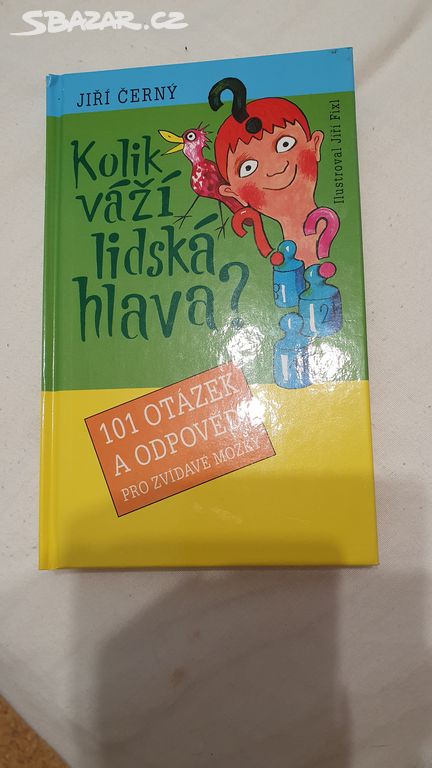 SBAZAR.CZ
JIŘÍ ČERNÝ
Kolik
váží
lidská
hlava?
Ilustroval Jiří Fixl
101 OTÁZEK
A ODPOVĚDÍ
PRO ZVÍDAVÉ MOZKY